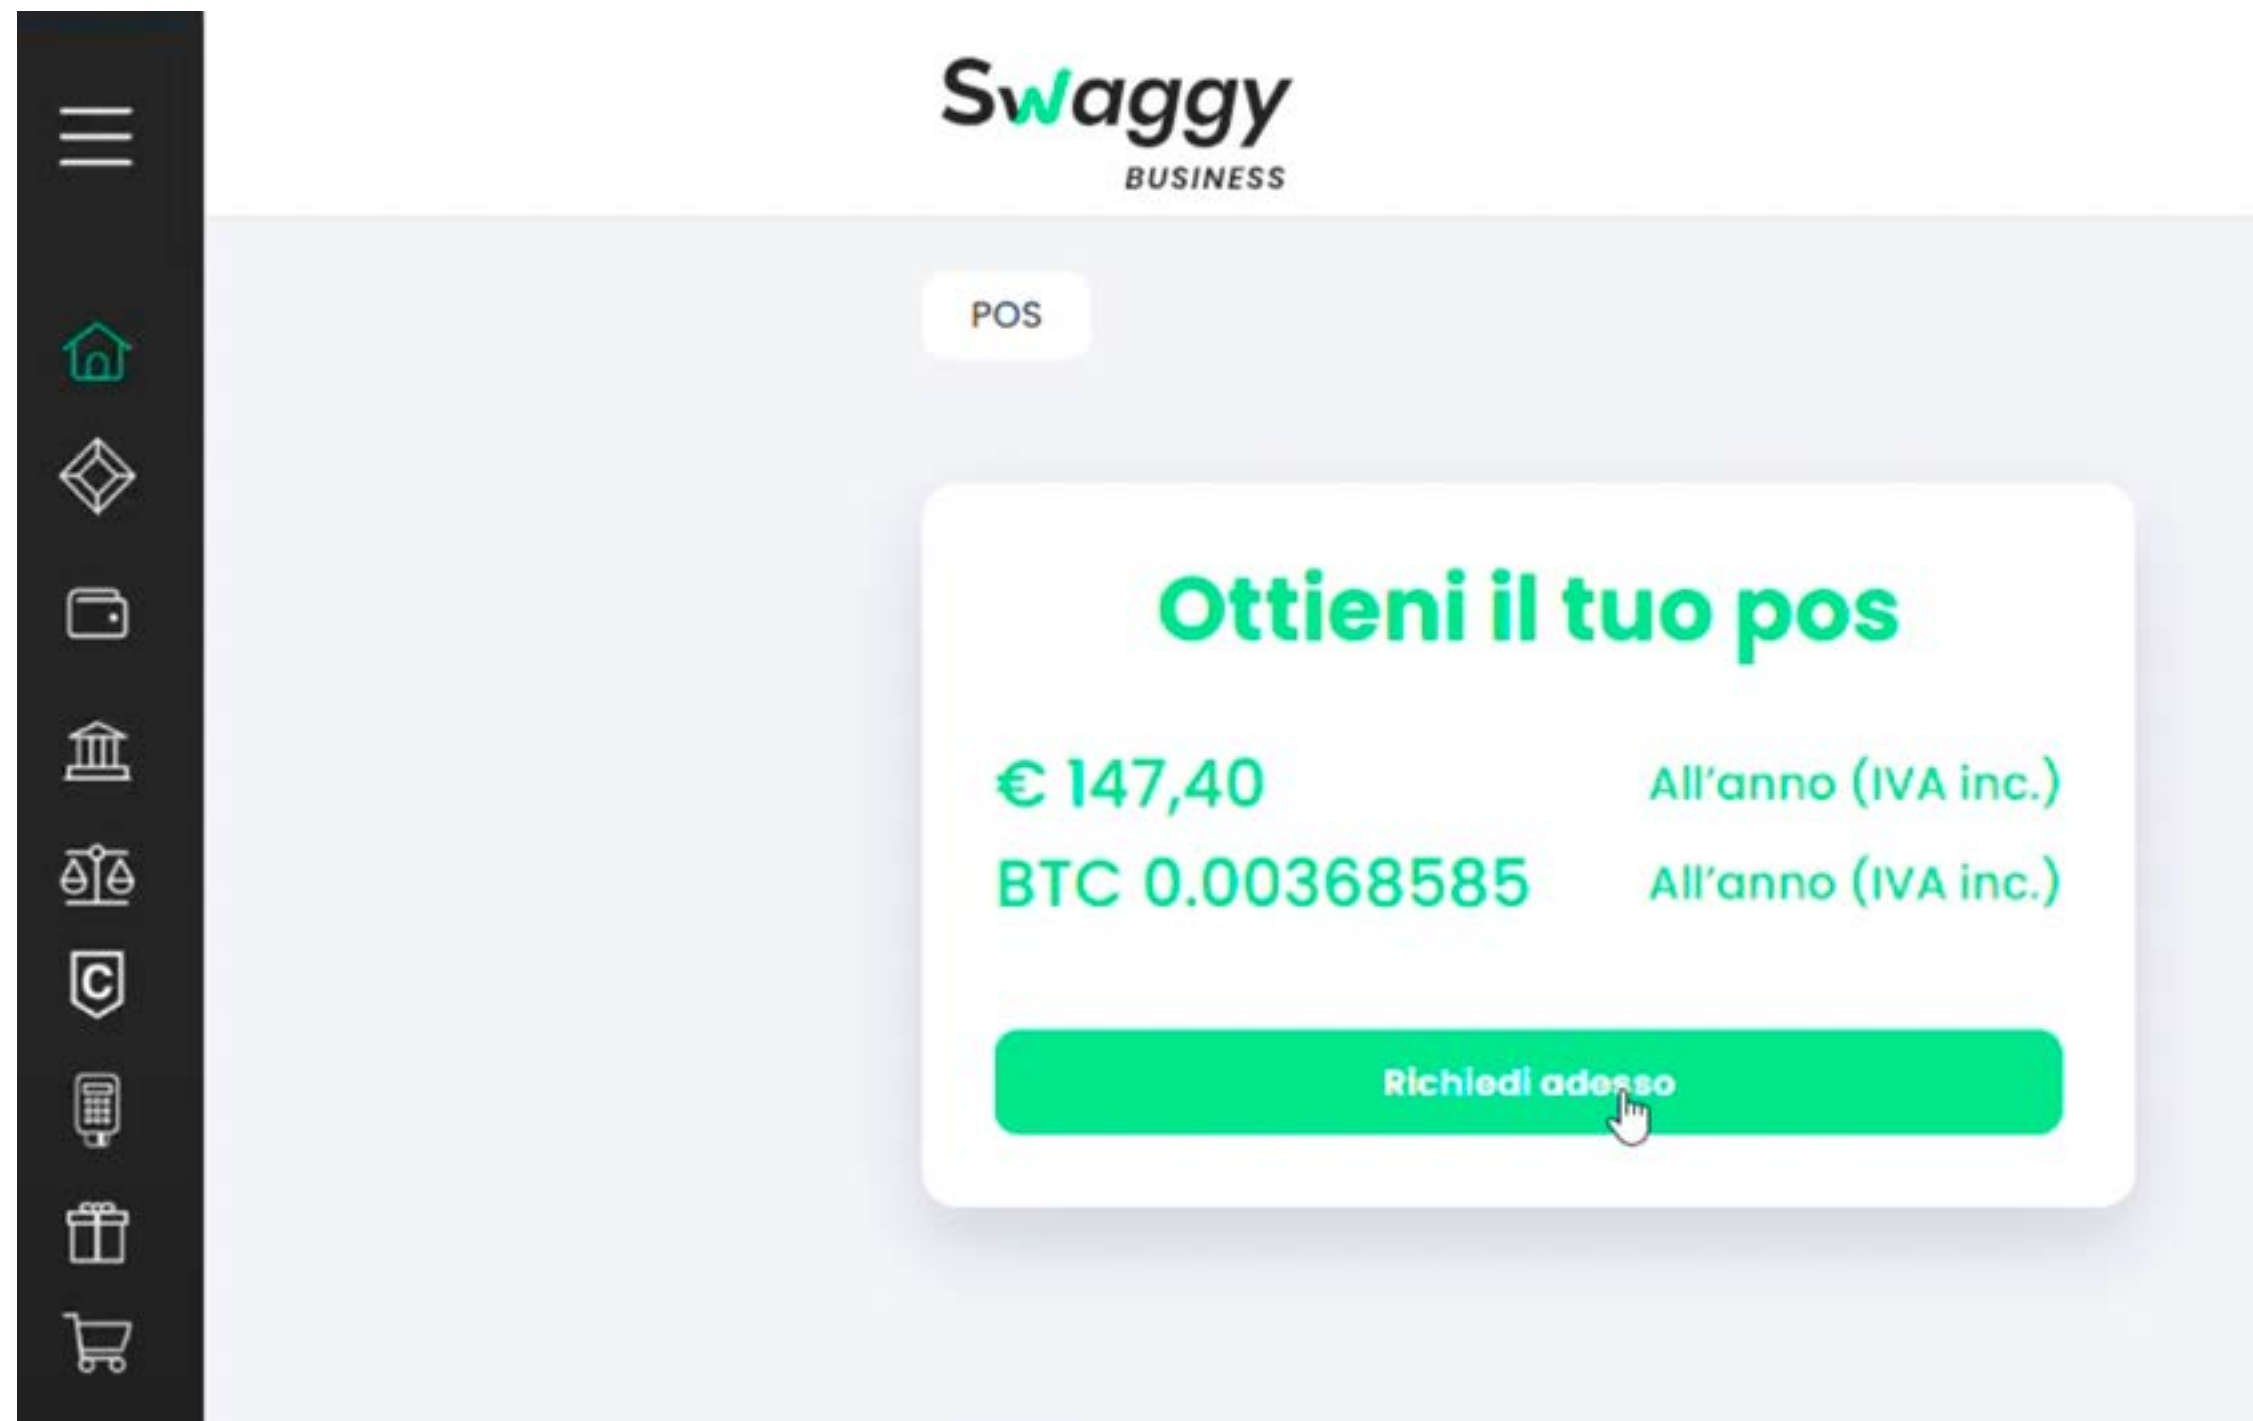 Swaggy
BUSINESS
POS
Ottieni il tuo pos
€ 147,40 All'anno (IVA inc.)
BTC 0.00368585 All'anno (IVA inc.)
C
Richiedi adesso